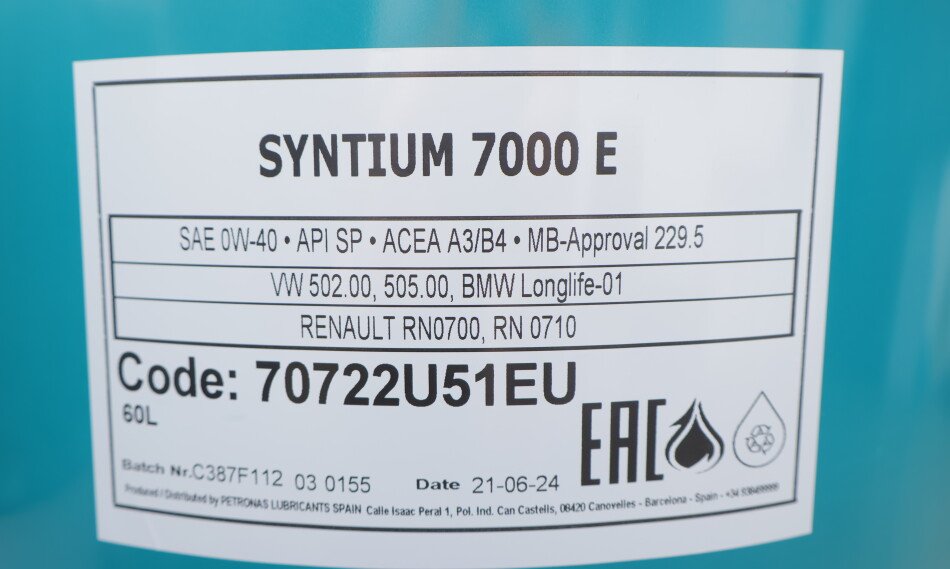 SYNTIUM 7000 E
SAE 0W-40 • API SP • ACEA A3/B4 • MB-Approval 229.5
VW 502.00, 505.00, BMW Longlife-01
RENAULT RN0700, RN 0710
Code: 70722U51EU
60L
EAC
Batch Nr.C387F112 03 0155 Date 21-06-24
Produced / Distributed by PETRONAS LUBRICANTS SPAIN Calle Isaac Peral 1, Pol. Ind. Can Castells, 08420 Canovelles - Barcelona - Spain -